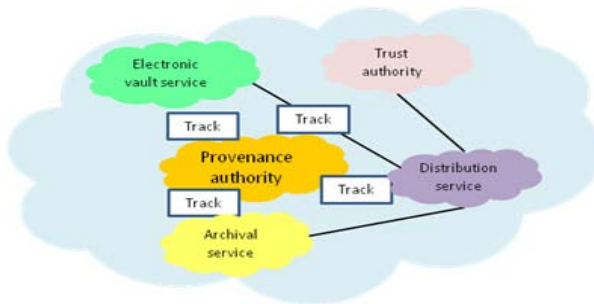 Electronic
vault service
Trust
authority
Track
Track
Provenance
authority
Track
Distribution
service
Track
Archival
service